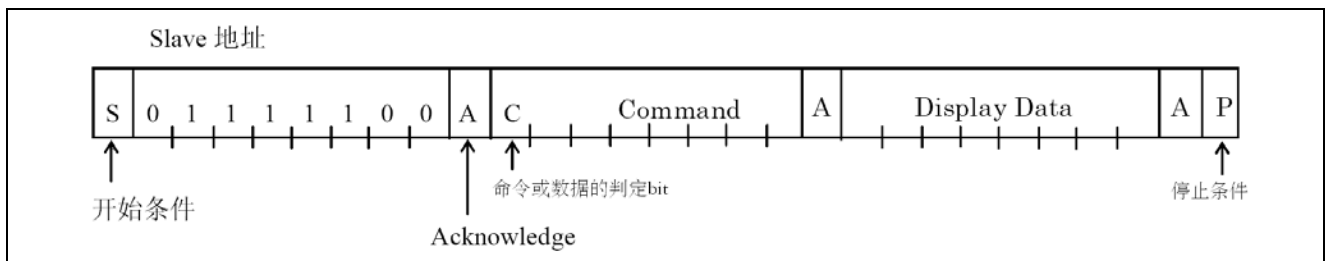 Slave 地址
S 0 1 1 1 1 1 0 0 A C Command A Display Data A P
命令或数据的判定bit
停止条件
开始条件
Acknowledge